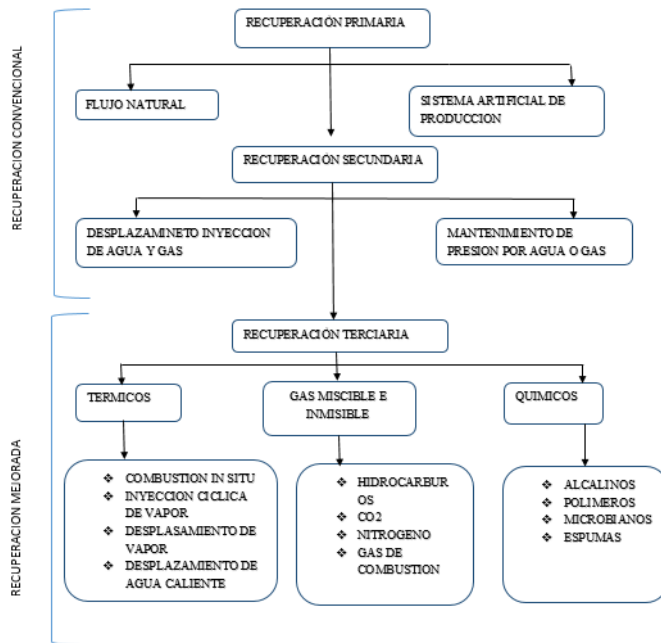 RECUPERACION CONVENCIONAL
RECUPERACIÓN PRIMARIA
FLUJO NATURAL
SISTEMA ARTIFICIAL DE
PRODUCCION
RECUPERACIÓN SECUNDARIA
DESPLAZAMINETO INYECCION
DE AGUA Y GAS
MANTENIMIENTO DE
PRESION POR AGUA O GAS
RECUPERACION MEJORADA
RECUPERACIÓN TERCIARIA
TERMICOS
GAS MISCIBLE E
INMISIBLE
QUIMICOS
❖ COMBUSTION IN SITU
❖ INYECCION CICLICA
DE VAPOR
❖ DESPLASAMIENTO DE
VAPOR
❖ DESPLAZAMIENTO DE
AGUA CALIENTE
❖ HIDROCARBUR
OS
❖ CO2
❖ NITROGENO
❖ GAS DE
COMBUSTION
❖ ALCALINOS
❖ POLIMEROS
❖ MICROBIANOS
❖ ESPUMAS